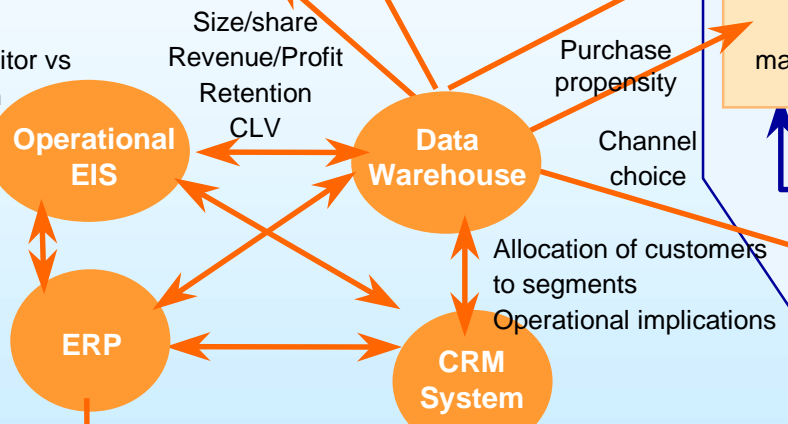 Size/share
Revenue/Profit
Retention
CLV
itor vs
Operational
EIS
Data
Warehouse
Purchase
propensity
ma
Channel
choice
Allocation of customers
to segments
Operational implications
ERP
CRM
System